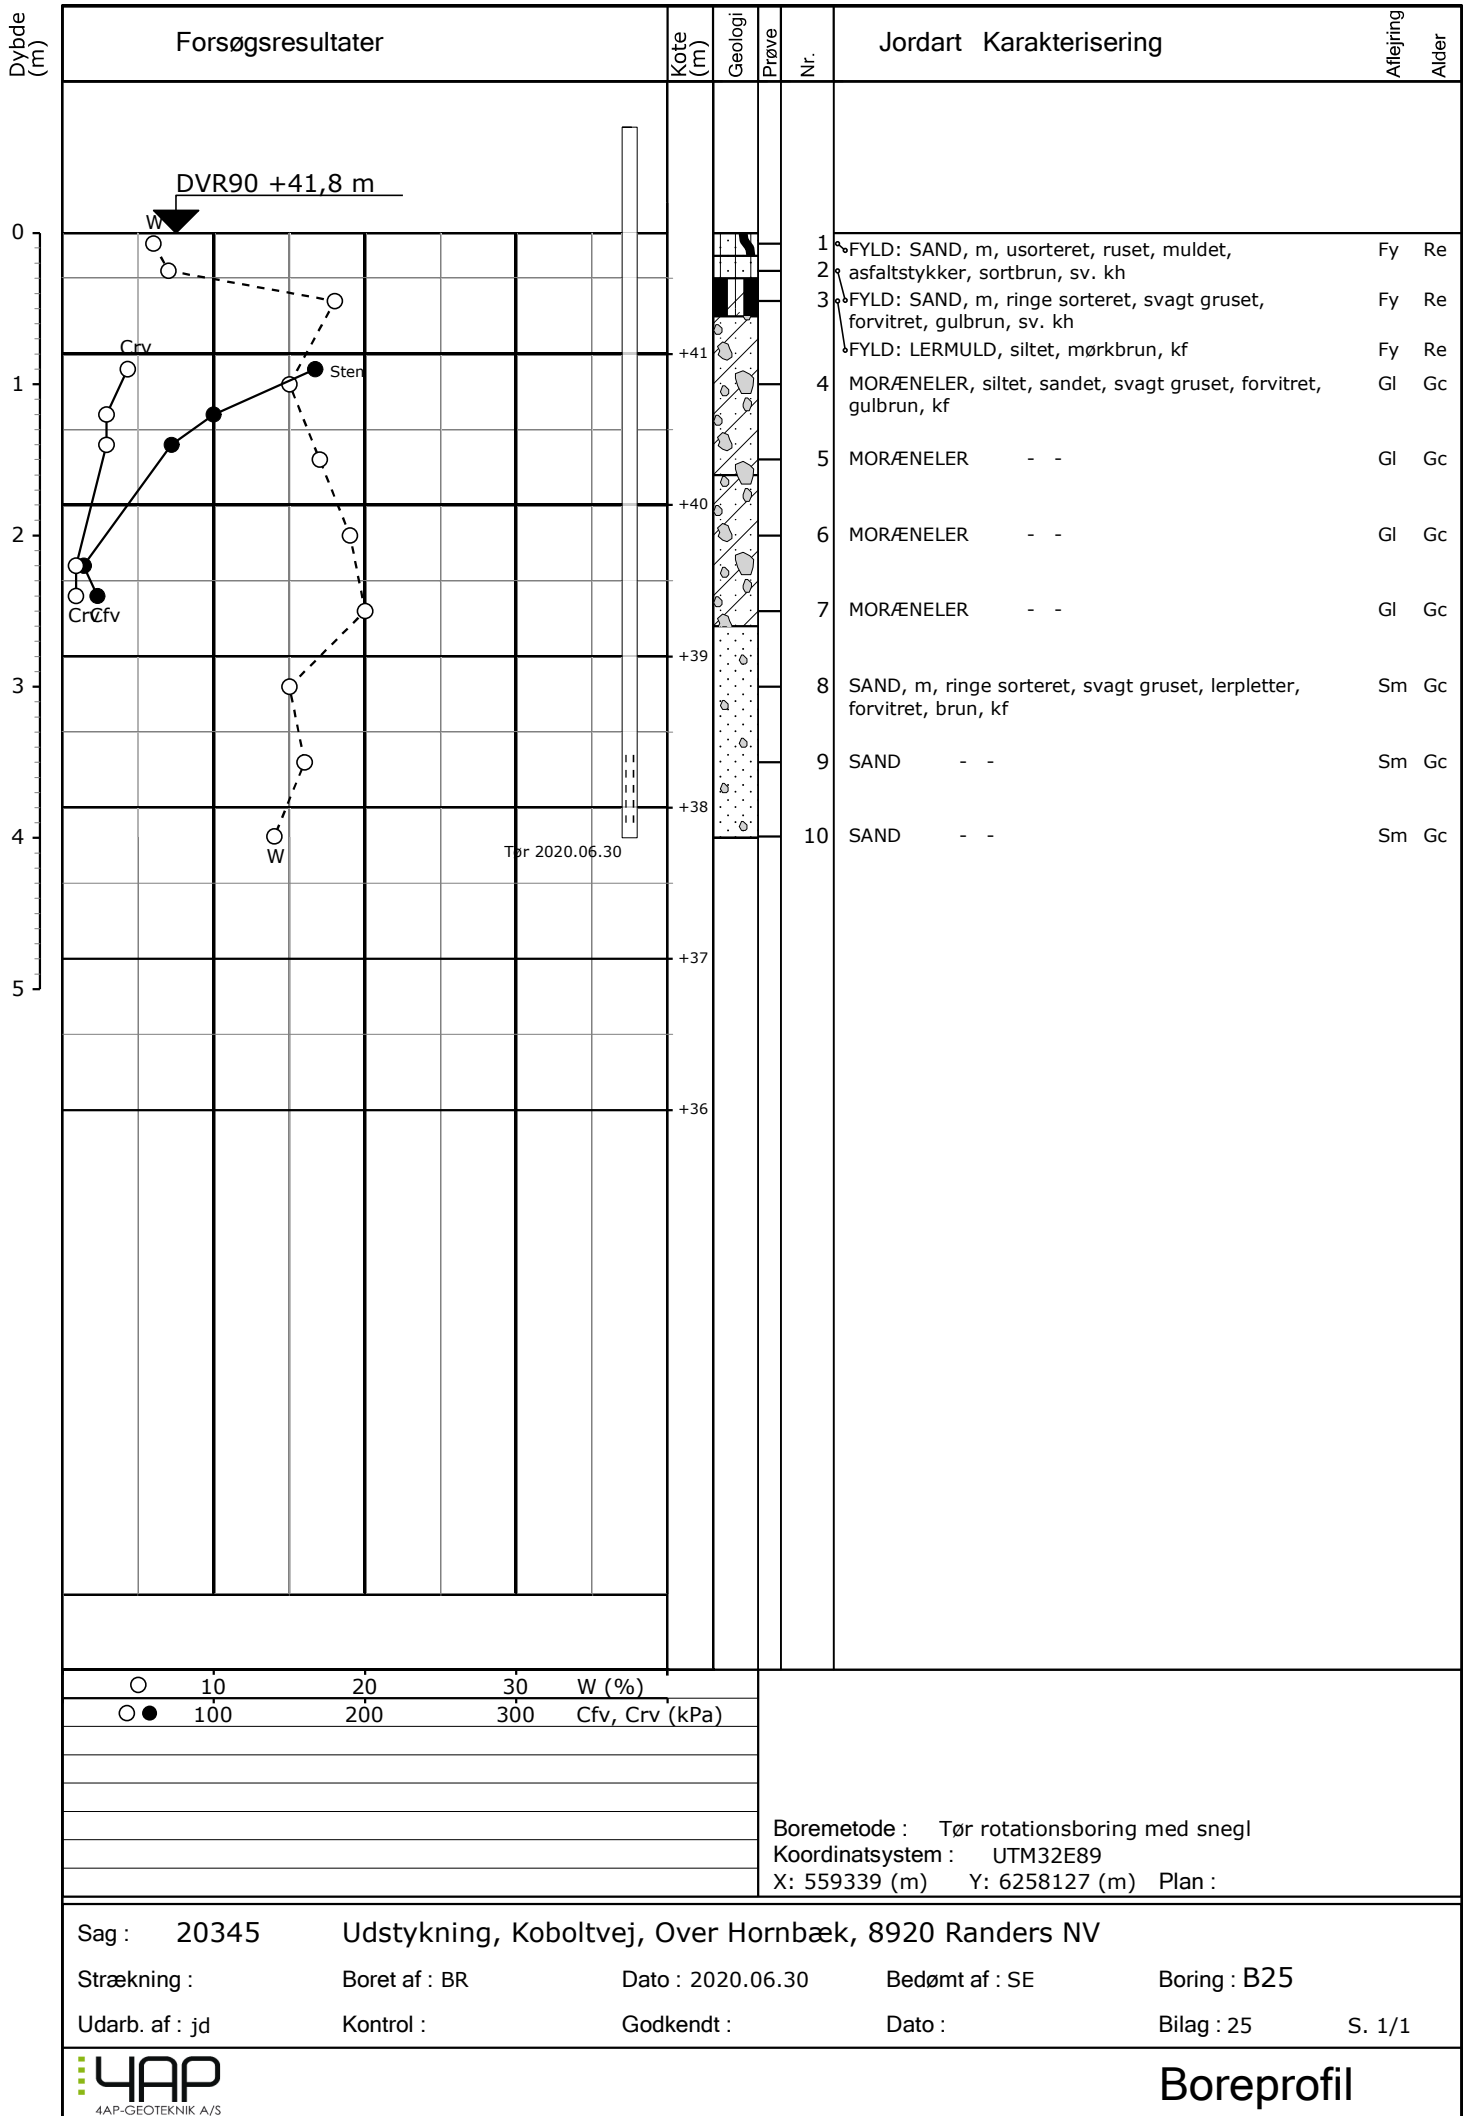 Dybde (m)
Forsøgsresultater
Kote (m)
Geologi
Prøve
Nr.
Jordart Karakterisering
Aflejring
Alder
DVR90 +41,8 m
W
0
1 FYLD: SAND, m, usorteret, ruset, muldet, Fy Re
2 asfaltstykker, sortbrun, sv. kh
3 FYLD: SAND, m, ringe sorteret, svagt gruset, Fy Re
forvitret, gulbrun, sv. kh
Crv
+41
FYLD: LERMULD, siltet, mørkbrun, kf Fy Re
Sten
1
4 MORÆNELER, siltet, sandet, svagt gruset, forvitret, Gl Gc
gulbrun, kf
5 MORÆNELER - - Gl Gc
+40
2
6 MORÆNELER - - Gl Gc
Crv Cfv
7 MORÆNELER - - Gl Gc
+39
3
8 SAND, m, ringe sorteret, svagt gruset, lerpletter, Sm Gc
forvitret, brun, kf
9 SAND - - Sm Gc
+38
4
10 SAND - - Sm Gc
W
Tør 2020.06.30
+37
5
+36
10 20 30 W (%)
100 200 300 Cfv, Crv (kPa)
Boremetode : Tør rotationsboring med snegl
Koordinatsystem : UTM32E89
X: 559339 (m) Y: 6258127 (m) Plan :
Sag : 20345 Udstykning, Koboltvej, Over Hornbæk, 8920 Randers NV
Strækning : Boret af : BR Dato : 2020.06.30 Bedømt af : SE Boring : B25
Udarb. af : jd Kontrol : Godkendt : Dato : Bilag : 25 S. 1/1
4AP
4AP-GEOTEKNIK A/S
Boreprofil